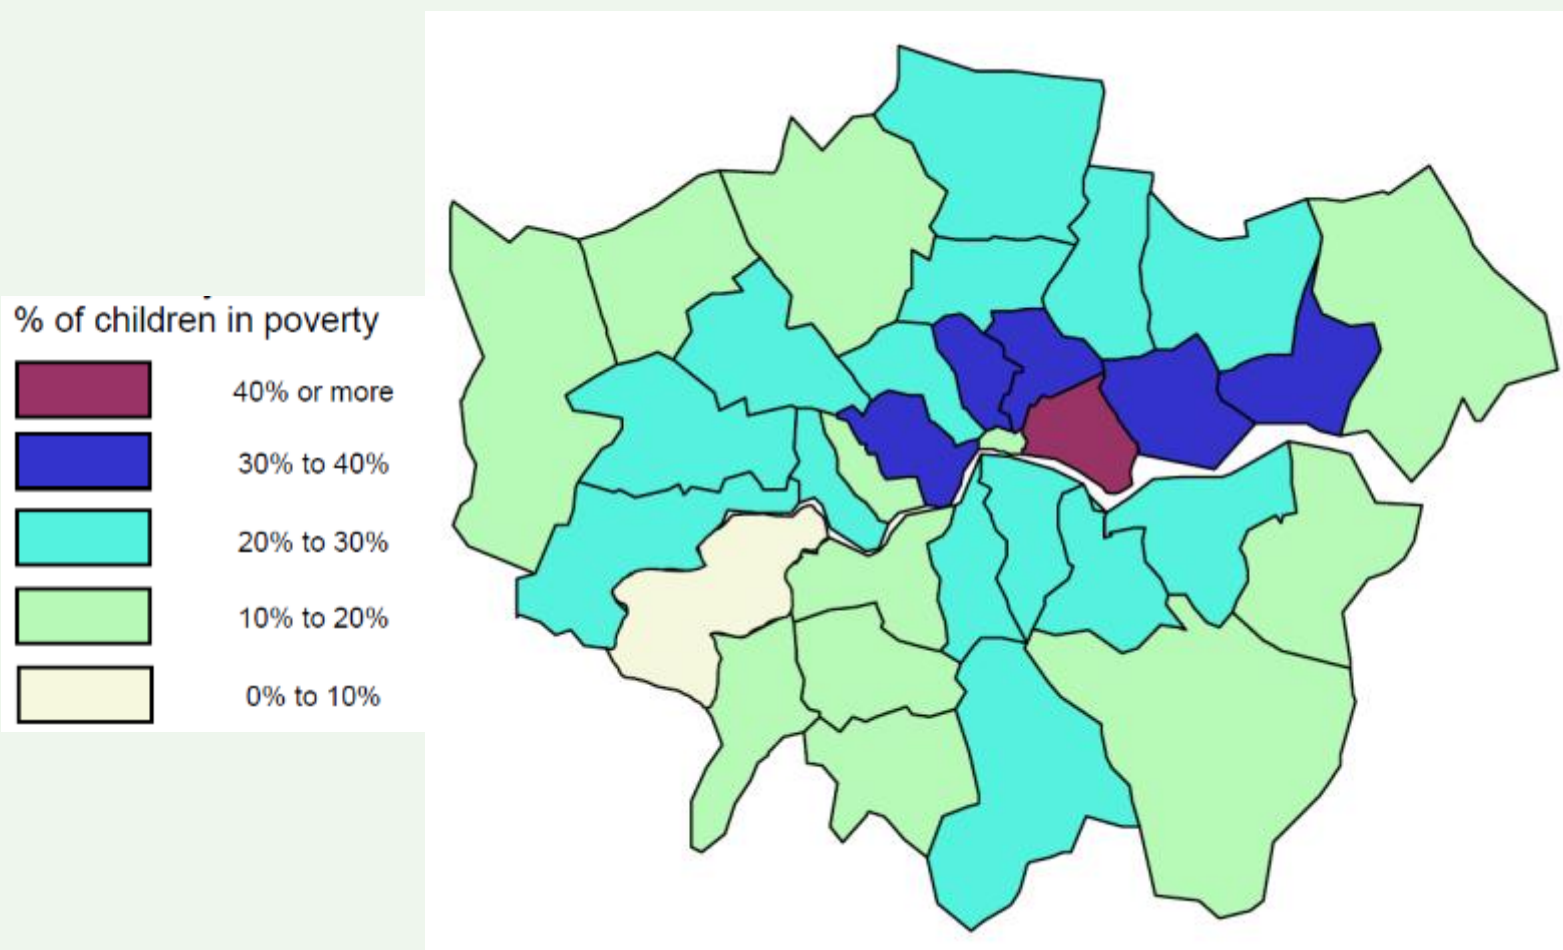 % of children in poverty
40% or more
30% to 40%
20% to 30%
10% to 20%
0% to 10%